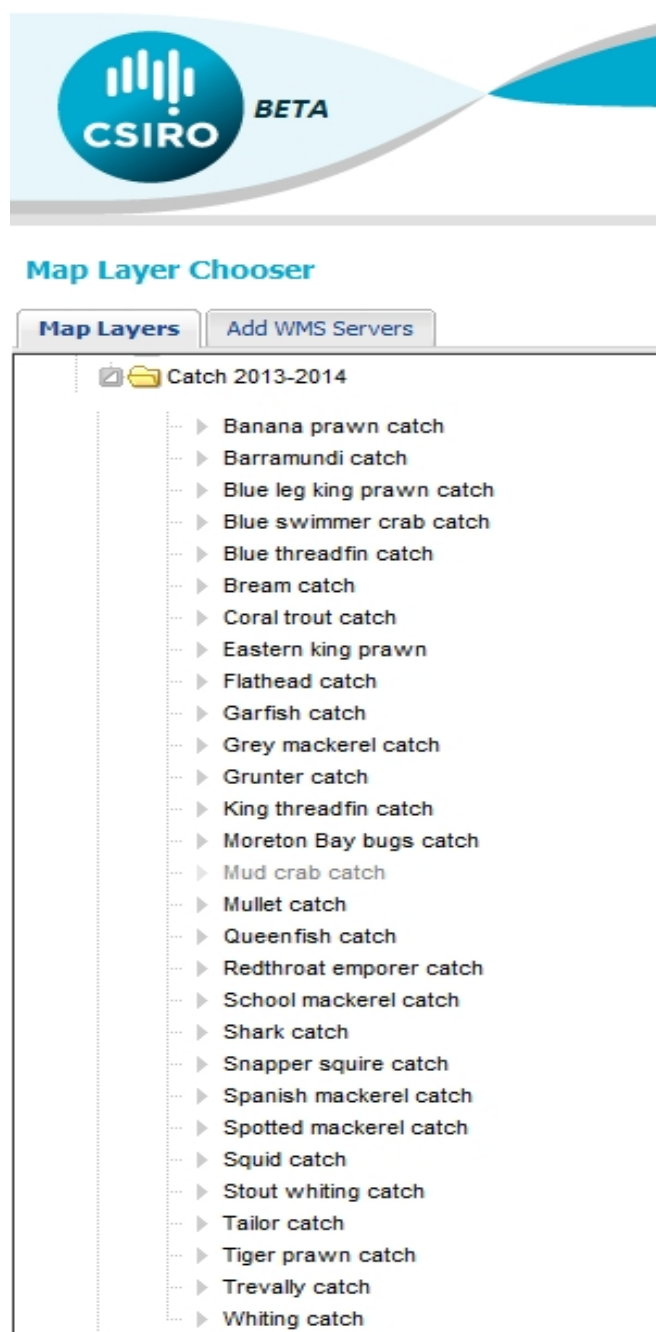 CSIRO
BETA
Map Layer Chooser
Map Layers Add WMS Servers
Catch 2013-2014
Banana prawn catch
Barramundi catch
Blue leg king prawn catch
Blue swimmer crab catch
Blue threadfin catch
Bream catch
Coral trout catch
Eastern king prawn
Flathead catch
Garfish catch
Grey mackerel catch
Grunter catch
King threadfin catch
Moreton Bay bugs catch
Mud crab catch
Mullet catch
Queenfish catch
Redthroat emporer catch
School mackerel catch
Shark catch
Snapper squire catch
Spanish mackerel catch
Spotted mackerel catch
Squid catch
Stout whiting catch
Tailor catch
Tiger prawn catch
Trevally catch
Whiting catch